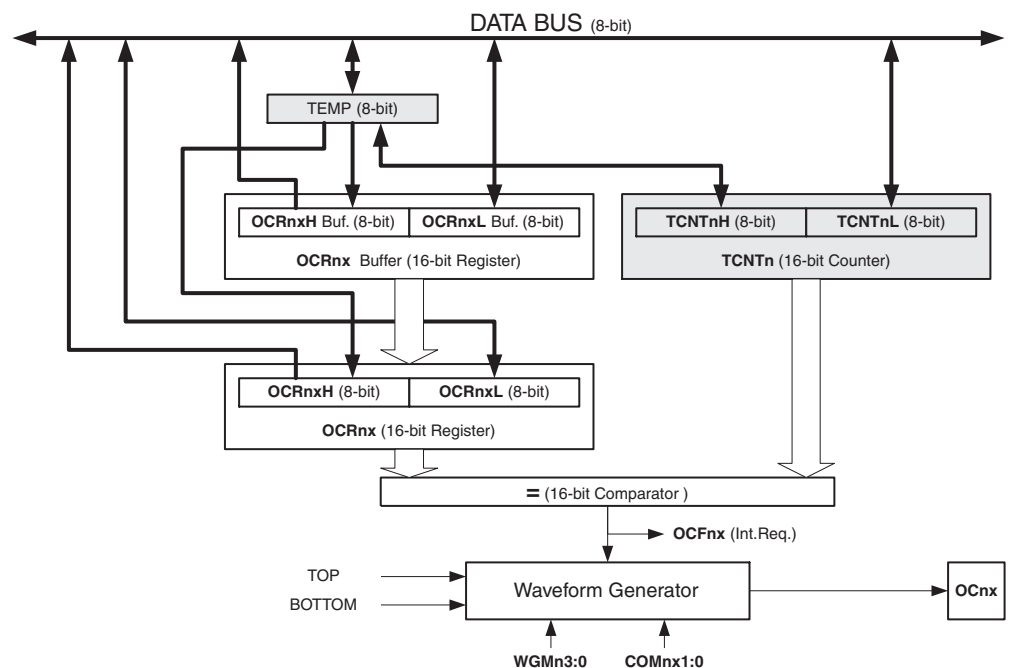 DATA BUS (8-bit)
TEMP (8-bit)
OCRnxH Buf. (8-bit) OCRnxL Buf. (8-bit)
OCRnx Buffer (16-bit Register)
TCNTnH (8-bit) TCNTnL (8-bit)
TCNTn (16-bit Counter)
OCRnxH (8-bit) OCRnxL (8-bit)
OCRnx (16-bit Register)
= (16-bit Comparator )
OCFnx (Int.Req.)
TOP
BOTTOM
Waveform Generator
OCnx
WGMn3:0 COMnx1:0